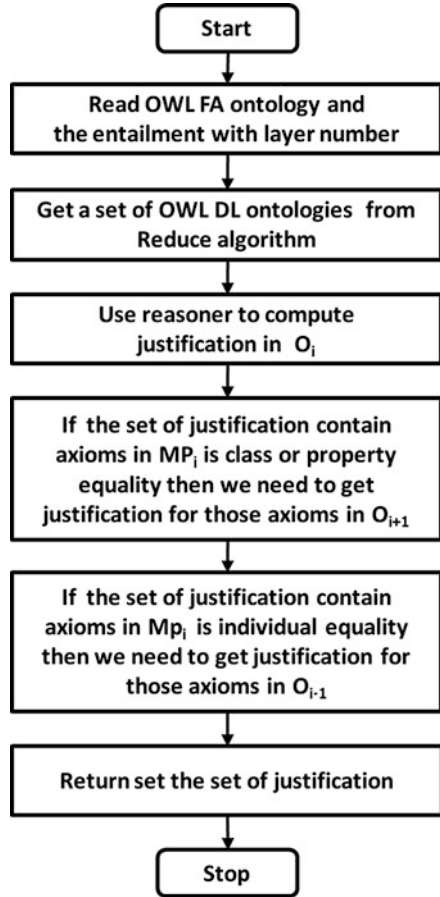 Start
Read OWL FA ontology and
the entailment with layer number
Get a set of OWL DL ontologies from
Reduce algorithm
Use reasoner to compute
justification in Oi
If the set of justification contain
axioms in MPi is class or property
equality then we need to get
justification for those axioms in Oi+1
If the set of justification contain
axioms in Mpi is individual equality
then we need to get justification for
those axioms in Oi-1
Return set the set of justification
Stop